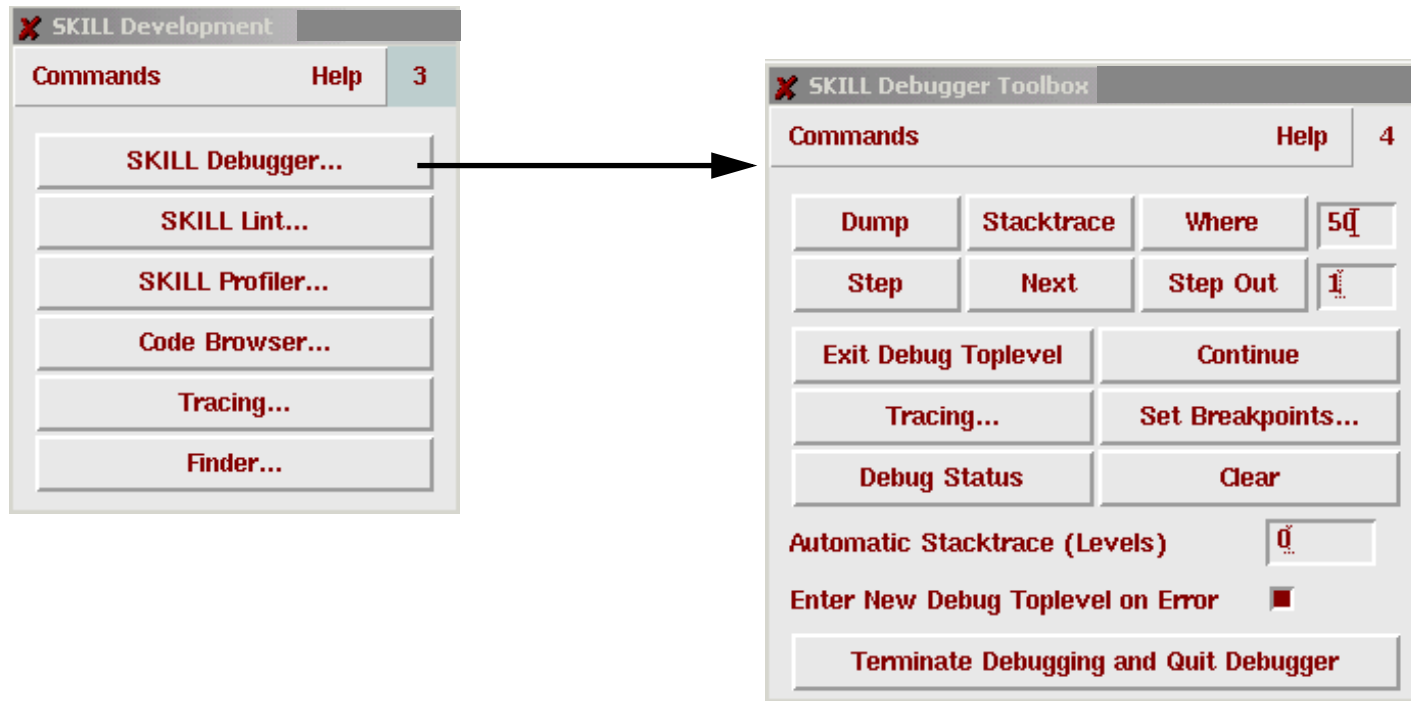 SKILL Development
Commands Help 3
SKILL Debugger...
SKILL Lint...
SKILL Profiler...
Code Browser...
Tracing...
Finder...
SKILL Debugger Toolbox
Commands Help 4
Dump Stacktrace Where 50
Step Next Step Out 1
Exit Debug Toplevel Continue
Tracing... Set Breakpoints...
Debug Status Clear
Automatic Stacktrace (Levels) 0
Enter New Debug Toplevel on Error
Terminate Debugging and Quit Debugger